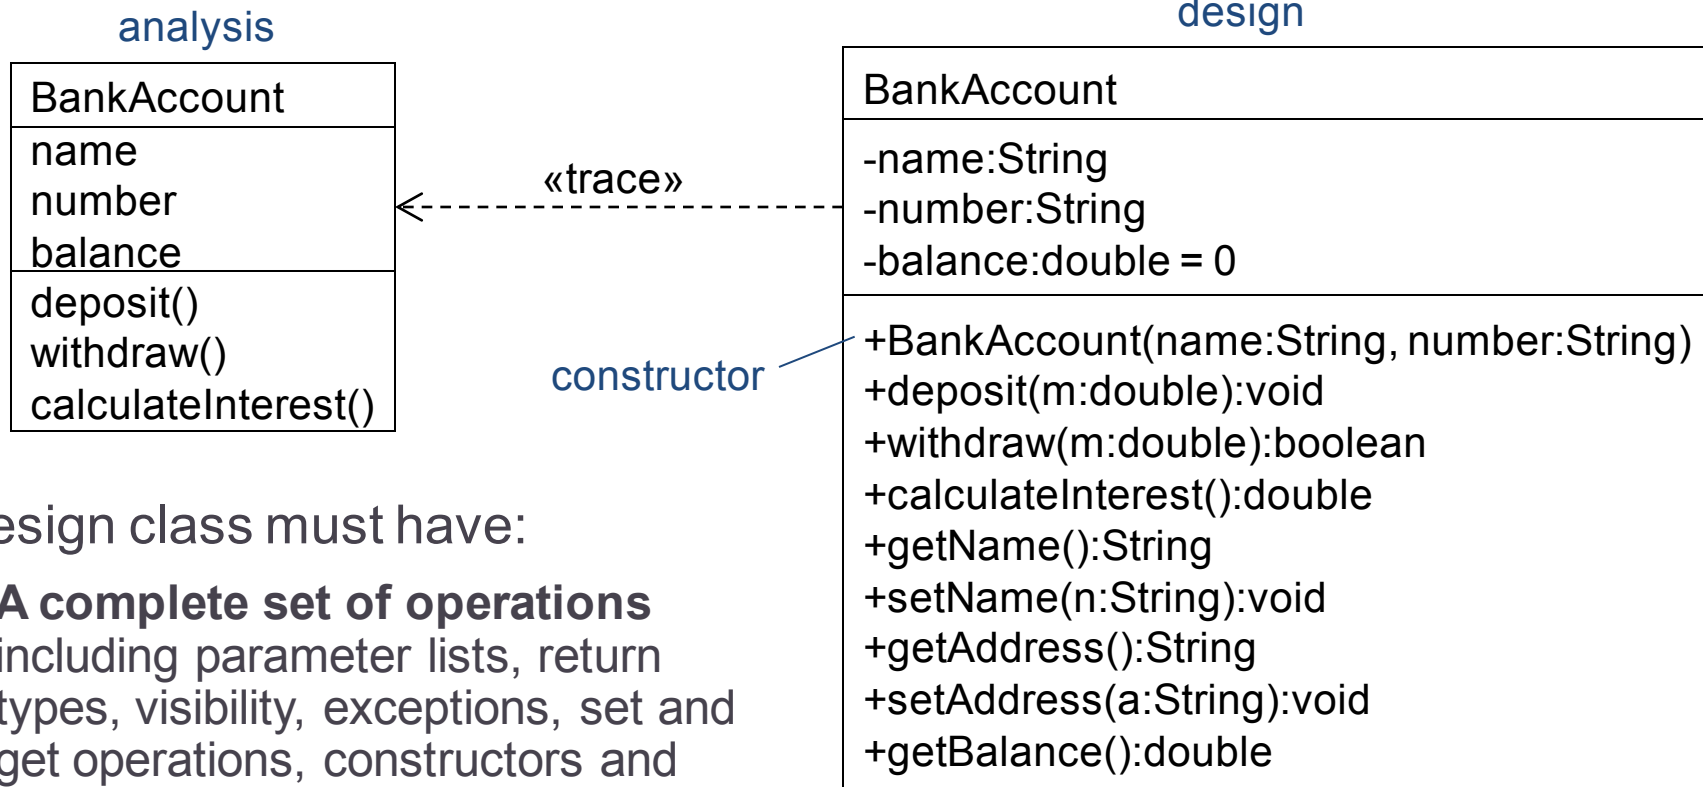 analysis
BankAccount
name
number
balance
deposit()
withdraw()
calculateInterest()
«trace»
constructor
design
BankAccount
-name:String
-number:String
-balance:double = 0
+BankAccount(name:String, number:String)
+deposit(m:double):void
+withdraw(m:double):boolean
+calculateInterest():double
+getName():String
+setName(n:String):void
+getAddress():String
+setAddress(a:String):void
+getBalance():double
esign class must have:
A complete set of operations
including parameter lists, return
types, visibility, exceptions, set and
get operations, constructors and